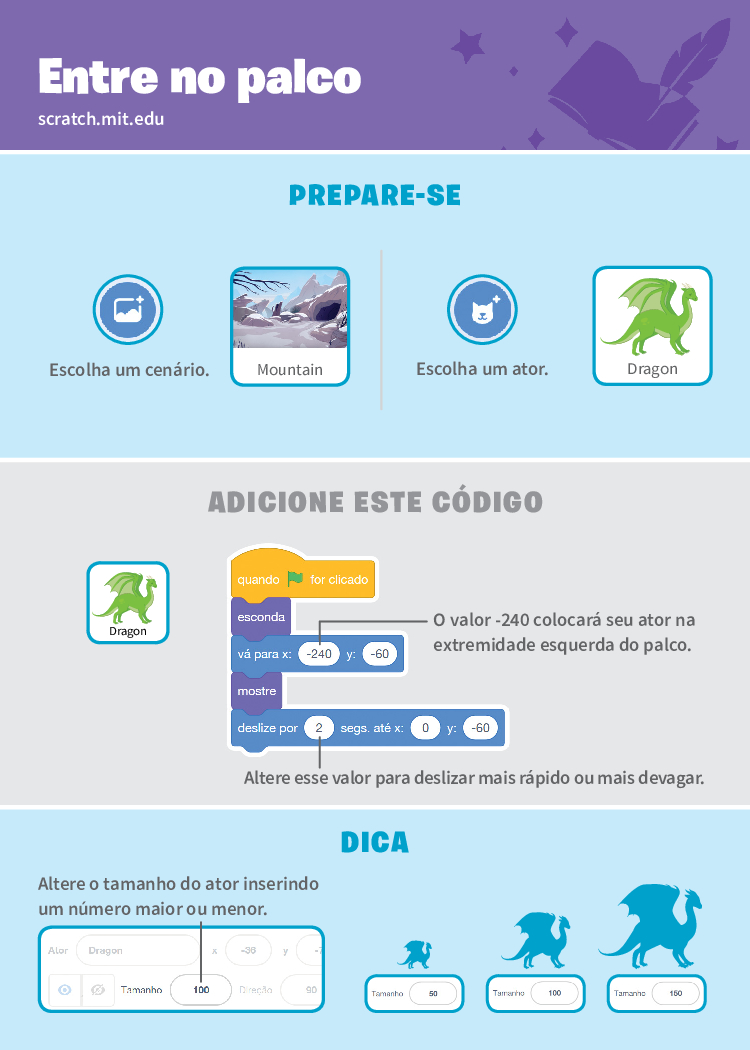 Entre no palco
scratch.mit.edu
PREPARE-SE
Escolha um cenário.
Mountain
Escolha um ator.
Dragon
ADICIONE ESTE CÓDIGO
Dragon
quando for clicado
esconda
vá para x: -240 y: -60
mostre
deslize por 2 segs. até x: 0 y: -60
O valor -240 colocará seu ator na
extremidade esquerda do palco.
Altere esse valor para deslizar mais rápido ou mais devagar.
DICA
Altere o tamanho do ator inserindo
um número maior ou menor.
Ator Dragon x -36 y
Tamanho 100 Direção 90
Tamanho 50
Tamanho 100
Tamanho 150